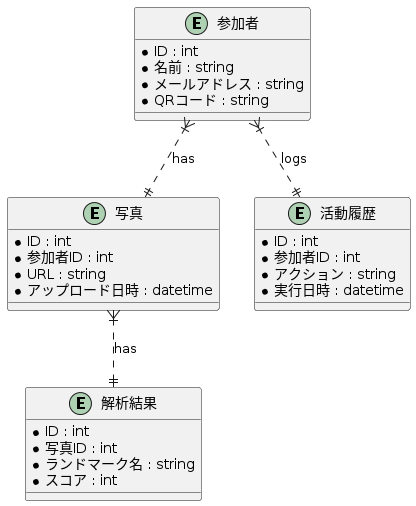 E 参加者
ID : int
名前 : string
メールアドレス : string
QRコード : string
has
logs
E 写真
ID : int
参加者ID : int
URL : string
アップロード日時 : datetime
E 活動履歴
ID : int
参加者ID : int
アクション : string
実行日時 : datetime
has
E 解析結果
ID : int
写真ID : int
ランドマーク名 : string
スコア : int